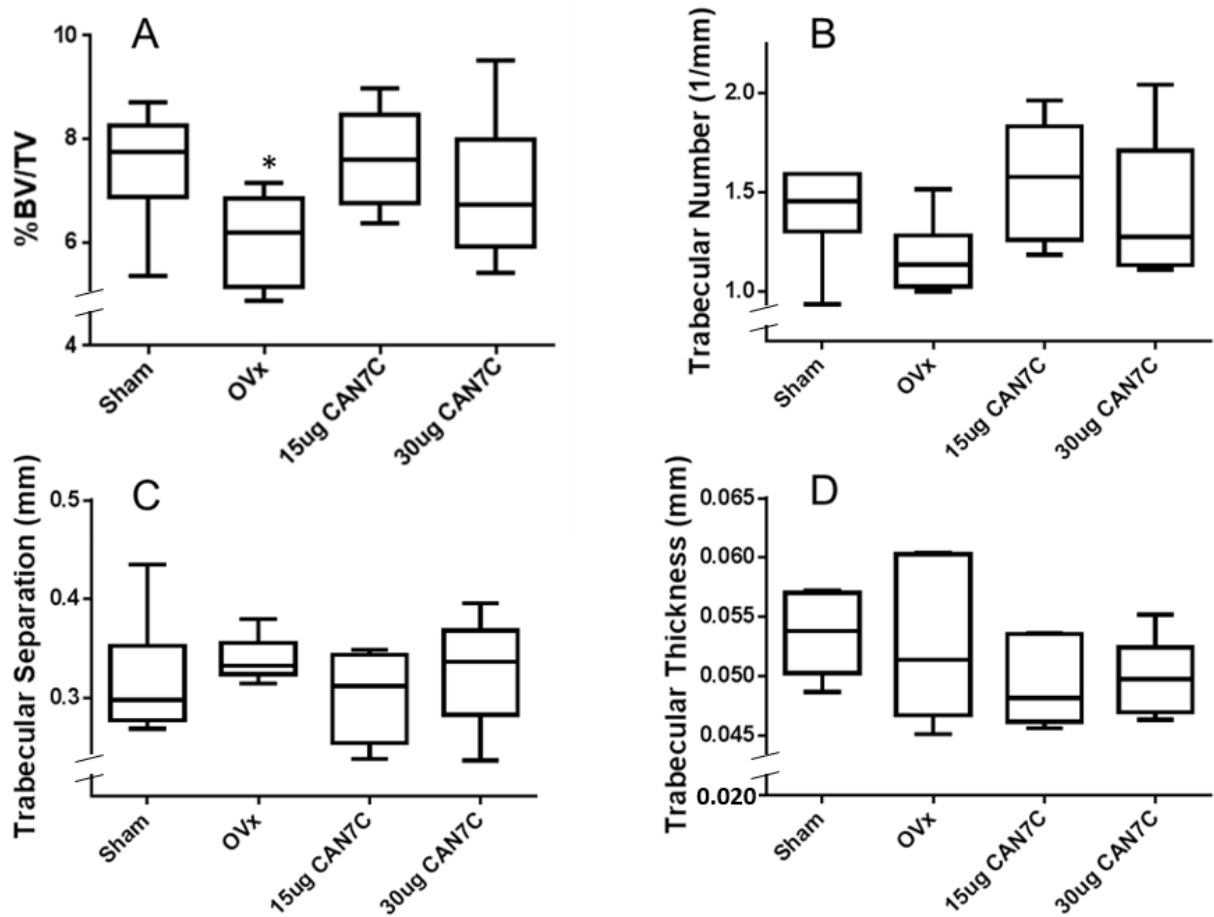 A
%BV/TV
10
8
6
4
*
Sham
OVx
15ug CAN7C
30ug CAN7C
B
Trabecular Number (1/mm)
2.0
1.5
1.0
Sham
OVx
15ug CAN7C
30ug CAN7C
C
Trabecular Separation (mm)
0.5
0.4
0.3
Sham
OVx
15ug CAN7C
30ug CAN7C
D
Trabecular Thickness (mm)
0.065
0.060
0.055
0.050
0.045
0.020
Sham
OVx
15ug CAN7C
30ug CAN7C